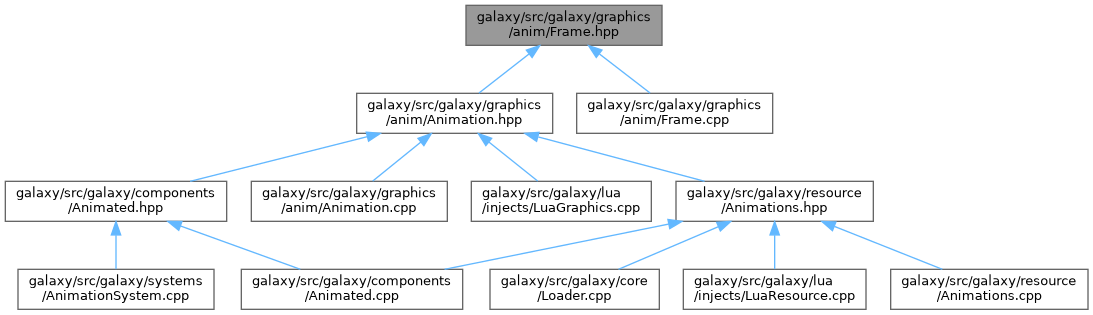 galaxy/src/galaxy/graphics
/anim/Frame.hpp
galaxy/src/galaxy/graphics
/anim/Animation.hpp
galaxy/src/galaxy/graphics
/anim/Frame.cpp
galaxy/src/galaxy/components
/Animated.hpp
galaxy/src/galaxy/graphics
/anim/Animation.cpp
galaxy/src/galaxy/lua
/injects/LuaGraphics.cpp
galaxy/src/galaxy/resource
/Animations.hpp
galaxy/src/galaxy/systems
/AnimationSystem.cpp
galaxy/src/galaxy/components
/Animated.cpp
galaxy/src/galaxy/core
/Loader.cpp
galaxy/src/galaxy/lua
/injects/LuaResource.cpp
galaxy/src/galaxy/resource
/Animations.cpp